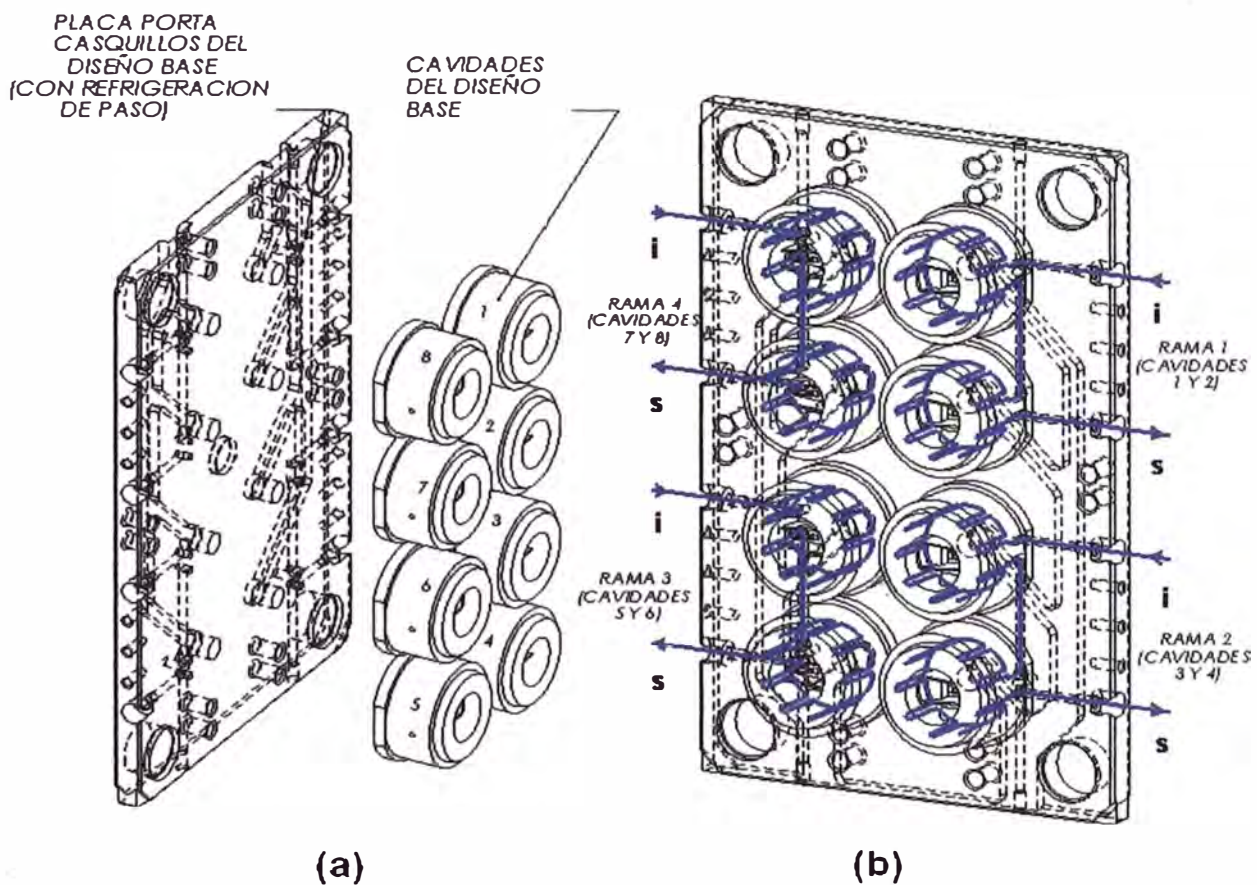 PLACA PORTA
CASQUILLOS DEL
DISEÑO BASE
(CON REFRIGERACION
DE PASO)
CAVIDADES
DEL DISEÑO
BASE
1
8
2
7
3
6
4
5
i
RAMA 4
(CAVIDADES
7 Y 8)
s
i
RAMA 3
(CAVIDADES
5 Y 6)
s
i
RAMA 1
(CAVIDADES
1 Y 2)
s
i
RAMA 2
(CAVIDADES
3 Y 4)
s
(a)
(b)